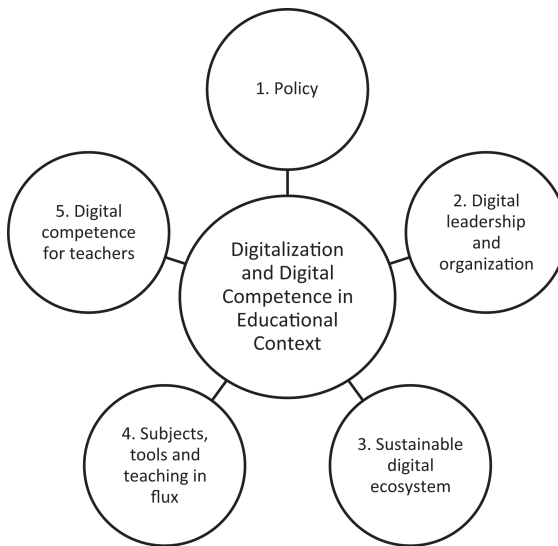 1. Policy
2. Digital
leadership
and
organization
3. Sustainable
digital
ecosystem
4. Subjects,
tools and
teaching in
flux
5. Digital
competence
for teachers
Digitalization
and Digital
Competence in
Educational
Context